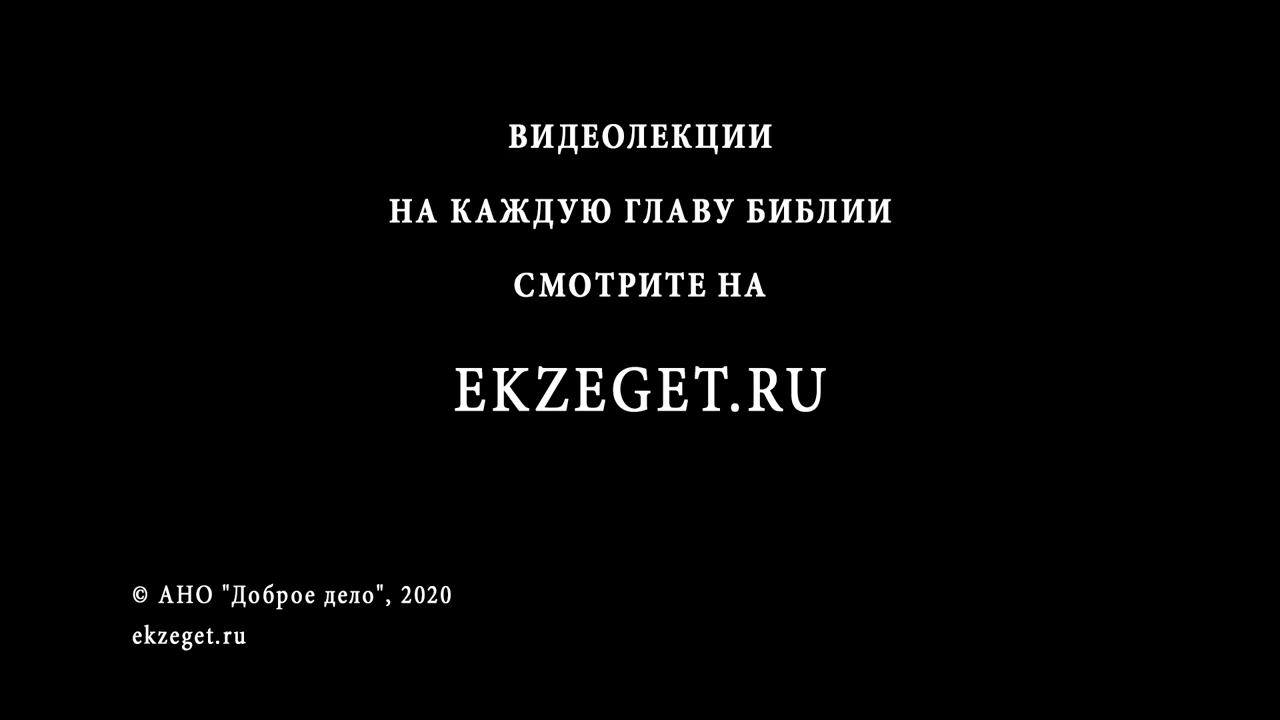 ВИДЕОЛЕКЦИИ
НА КАЖДУЮ ГЛАВУ БИБЛИИ
СМОТРИТЕ НА
EKZEGET.RU
© АНО "Доброе дело", 2020
ekzeget.ru